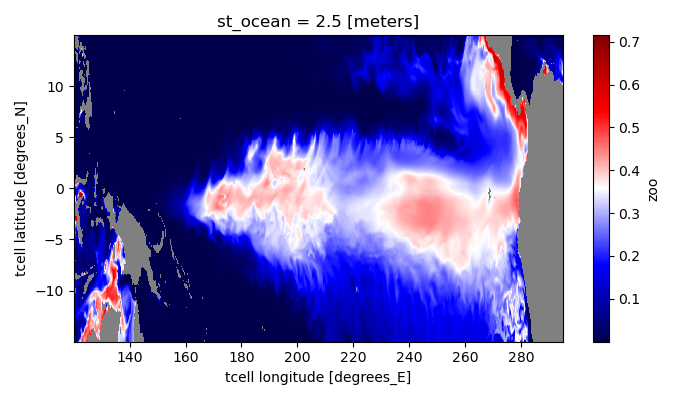 st_ocean = 2.5 [meters]
10
5
0
−5
−10
tcell latitude [degrees_N]
140 160 180 200 220 240 260 280
tcell longitude [degrees_E]
0.7
0.6
0.5
0.4
0.3
0.2
0.1
zoo